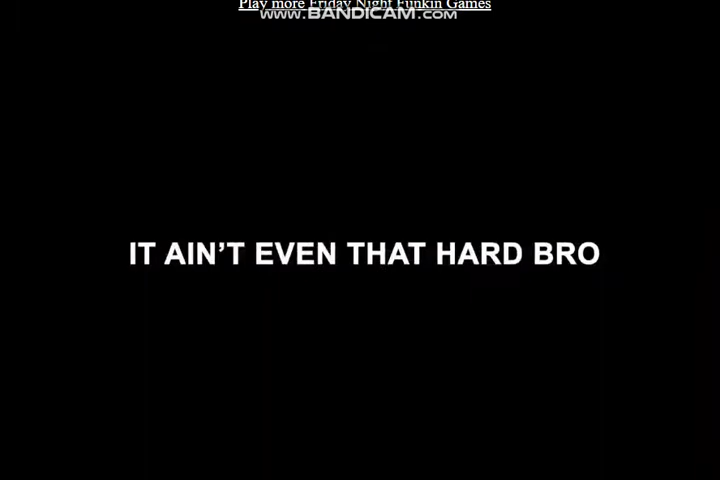 Play more Friday Night Funkin Games
www.BANDICAM.com
IT AIN’T EVEN THAT HARD BRO